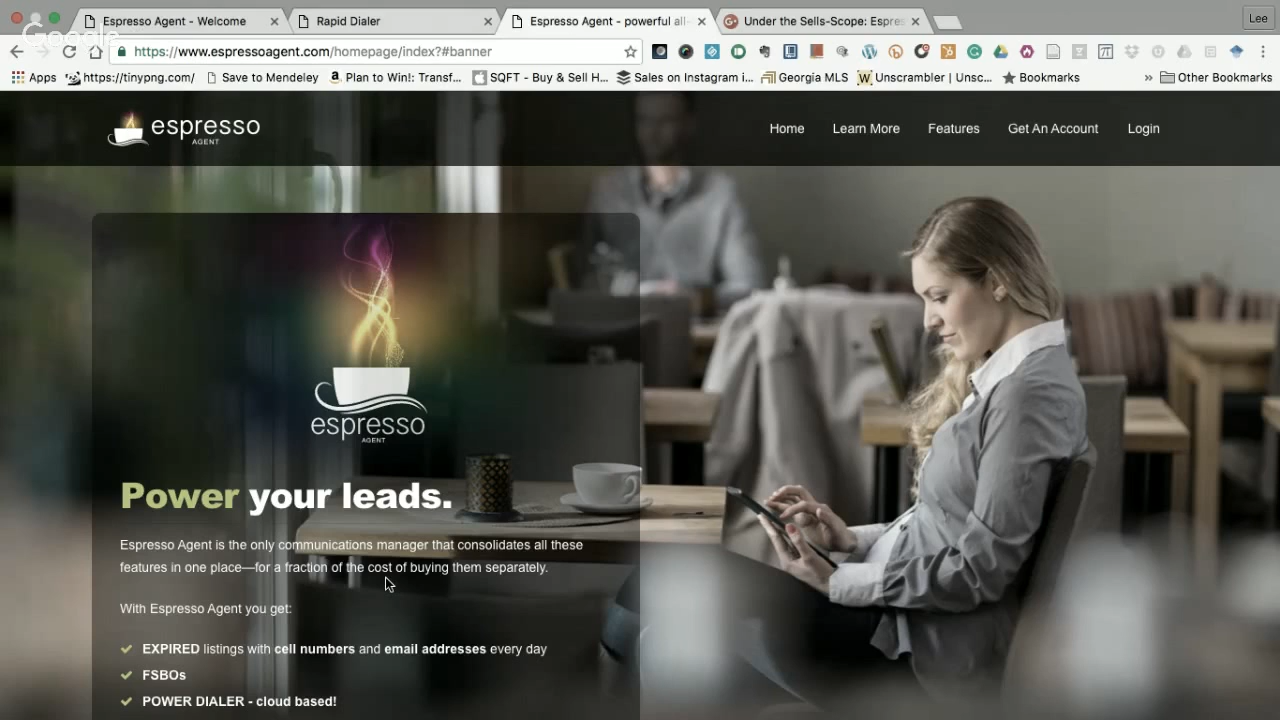 Espresso Agent - Welcome
Rapid Dialer
Espresso Agent - powerful all-
Under the Sells-Scope: Espres
Lee
Google
https://www.espressoagent.com/homepage/index?#banner
Apps
https://tinypng.com/
Save to Mendeley
Plan to Win!: Transf...
SQFT - Buy & Sell H...
Sales on Instagram i...
Georgia MLS
Unscrambler | Unsc...
Bookmarks
»
Other Bookmarks
espresso
AGENT
Home
Learn More
Features
Get An Account
Login
espresso
AGENT
Power your leads.
Espresso Agent is the only communications manager that consolidates all these
features in one place—for a fraction of the cost of buying them separately.
With Espresso Agent you get:
EXPIRED listings with cell numbers and email addresses every day
FSBOs
POWER DIALER - cloud based!